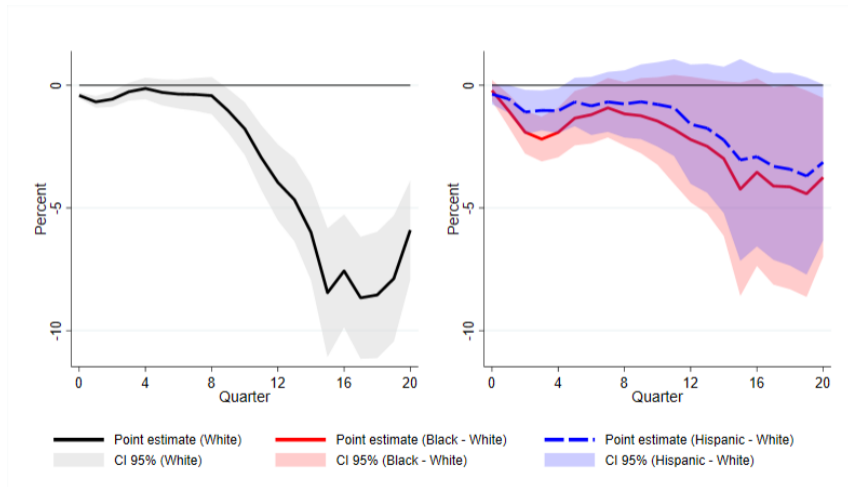 0
-5
-10
Percent
0 4 8 12 16 20
Quarter
0
-5
-10
Percent
0 4 8 12 16 20
Quarter
Point estimate (White) Point estimate (Black - White) Point estimate (Hispanic - White)
CI 95% (White) CI 95% (Black - White) CI 95% (Hispanic - White)